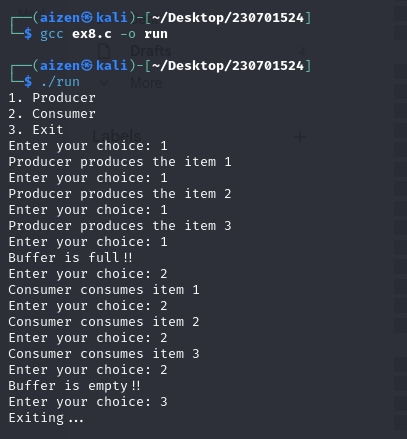 ┌──(aizen㉿kali)-[~/Desktop/230701524]
└─$ gcc ex8.c -o run
Drafts
┌──(aizen㉿kali)-[~/Desktop/230701524]
└─$ ./run
More
1. Producer
2. Consumer
3. Exit
Labels +
Enter your choice: 1
Producer produces the item 1
Enter your choice: 1
Producer produces the item 2
Enter your choice: 1
Producer produces the item 3
Enter your choice: 1
Buffer is full!!
Enter your choice: 2
Consumer consumes item 1
Enter your choice: 2
Consumer consumes item 2
Enter your choice: 2
Consumer consumes item 3
Enter your choice: 2
Buffer is empty!!
Enter your choice: 3
Exiting...